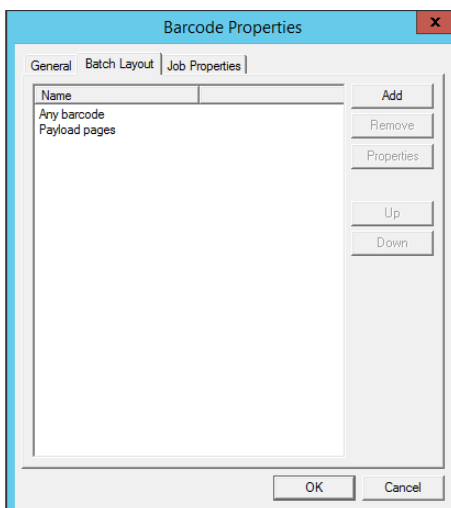 Barcode Properties
x
General Batch Layout Job Properties
Name
Any barcode
Payload pages
Add
Remove
Properties
Up
Down
OK Cancel